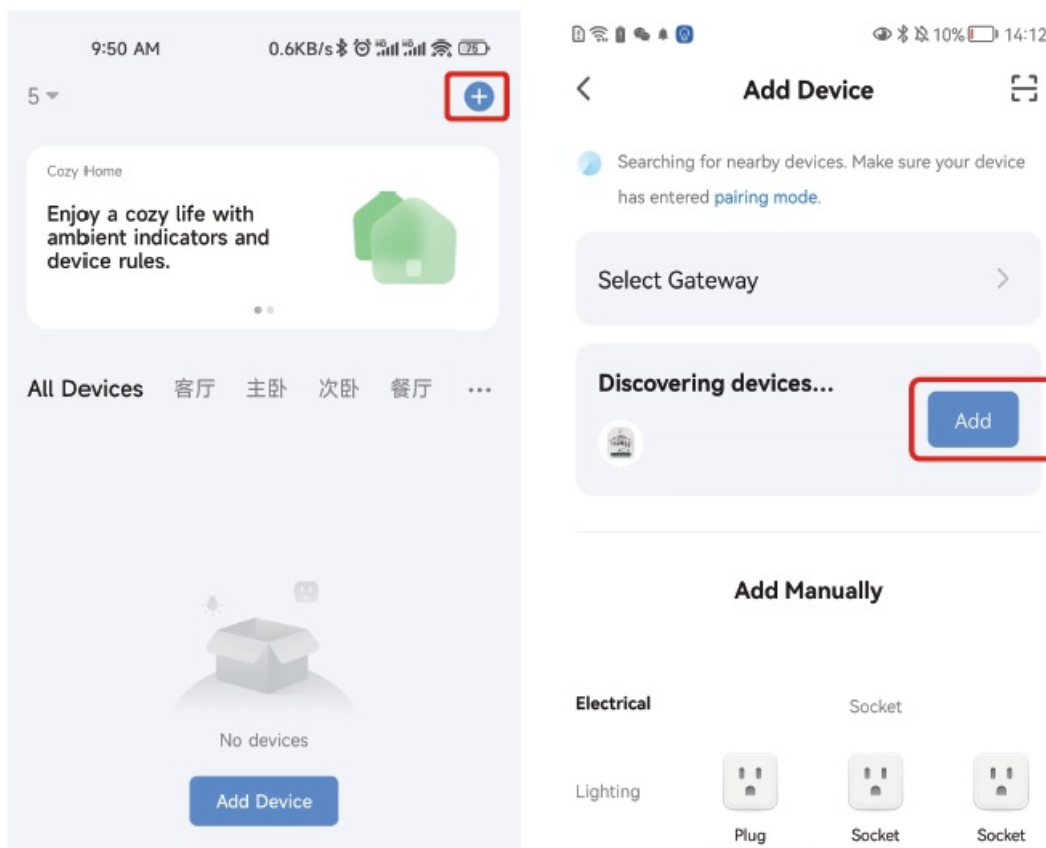 9:50 AM
0.6KB/s
HD
HD
75
5
Cozy Home
Enjoy a cozy life with
ambient indicators and
device rules.
All Devices 客厅 主卧 次卧 餐厅 ...
No devices
Add Device
10% 14:12
Add Device
Searching for nearby devices. Make sure your device
has entered pairing mode.
Select Gateway
Discovering devices...
Add
Add Manually
Electrical
Socket
Lighting
Plug
Socket
Socket